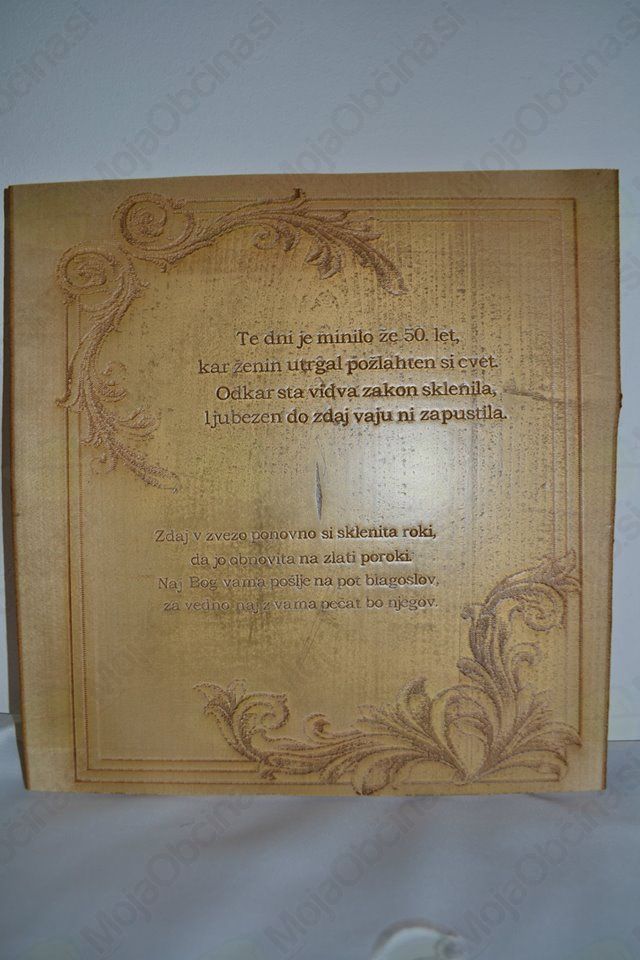 Te dni je minilo že 50. let,
kar ženin utrgal pozlahten si cvet.
Odkar sta vidva zakon sklenila,
ljubezen do zdaj vaju ni zapustila.
Zdaj v zvezo ponovno si sklenita roki,
da jo obnovita na zlati poroki.
Naj Bog vama pošlje na pot blagoslov,
za vedno naj z vama pečat bo njegov.
MojaObčina.si